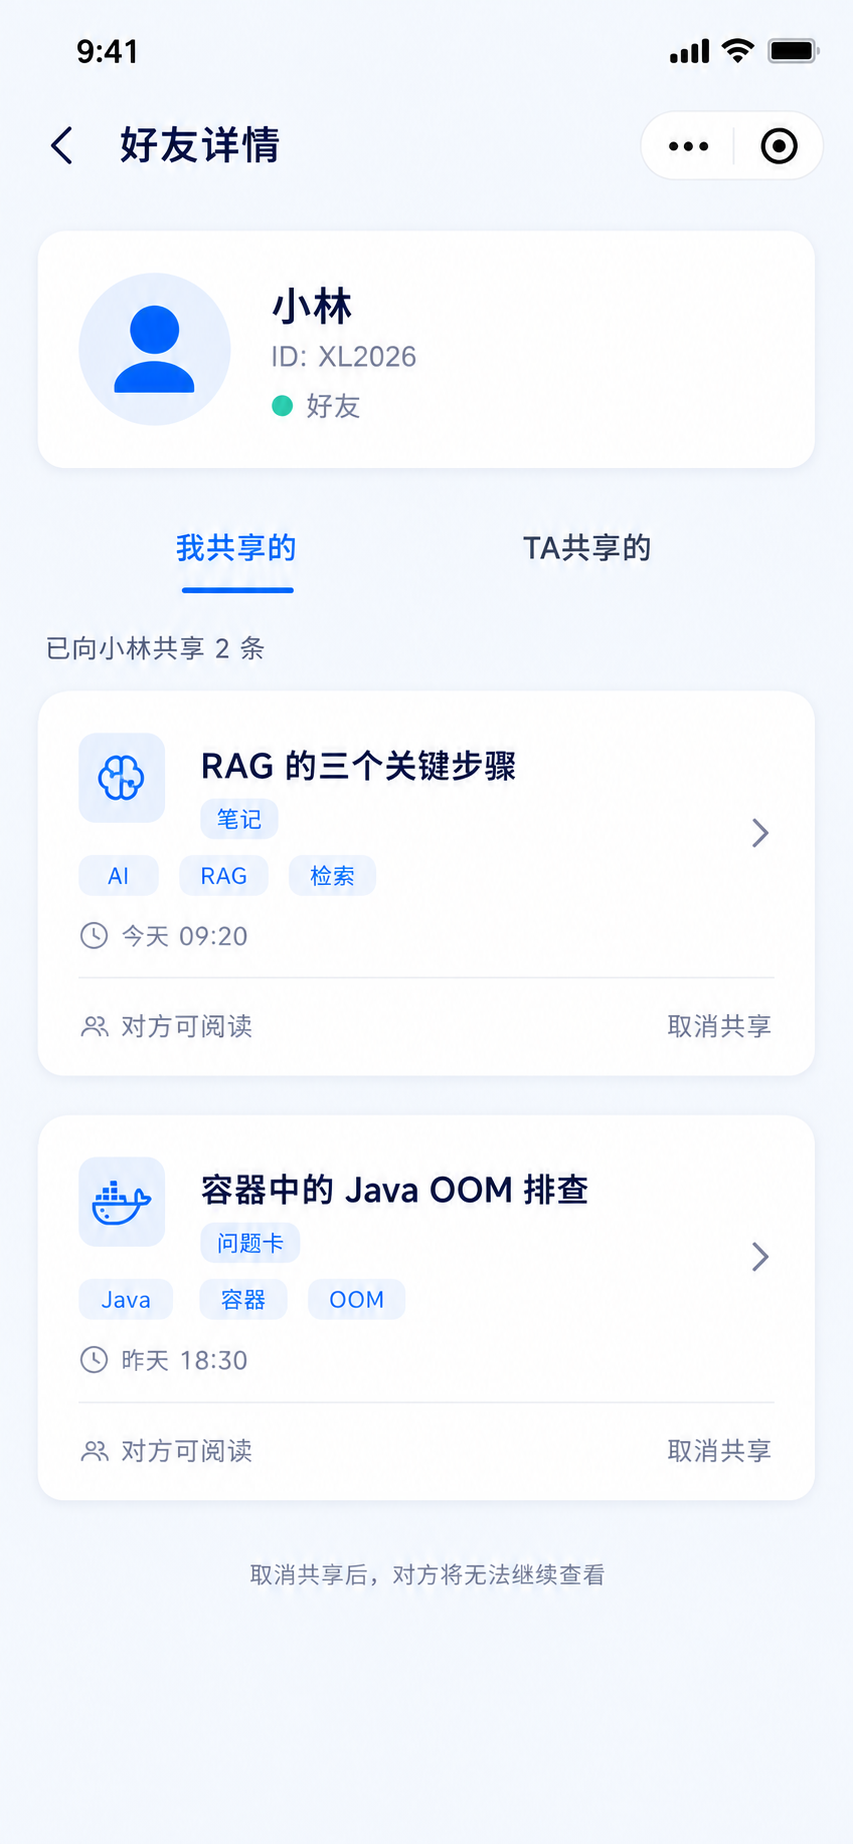 9:41
好友详情
小林
ID: XL2026
好友
我共享的 TA共享的
已向小林共享 2 条
RAG 的三个关键步骤
笔记
AI RAG 检索
今天 09:20
对方可阅读 取消共享
容器中的 Java OOM 排查
问题卡
Java 容器 OOM
昨天 18:30
对方可阅读 取消共享
取消共享后，对方将无法继续查看